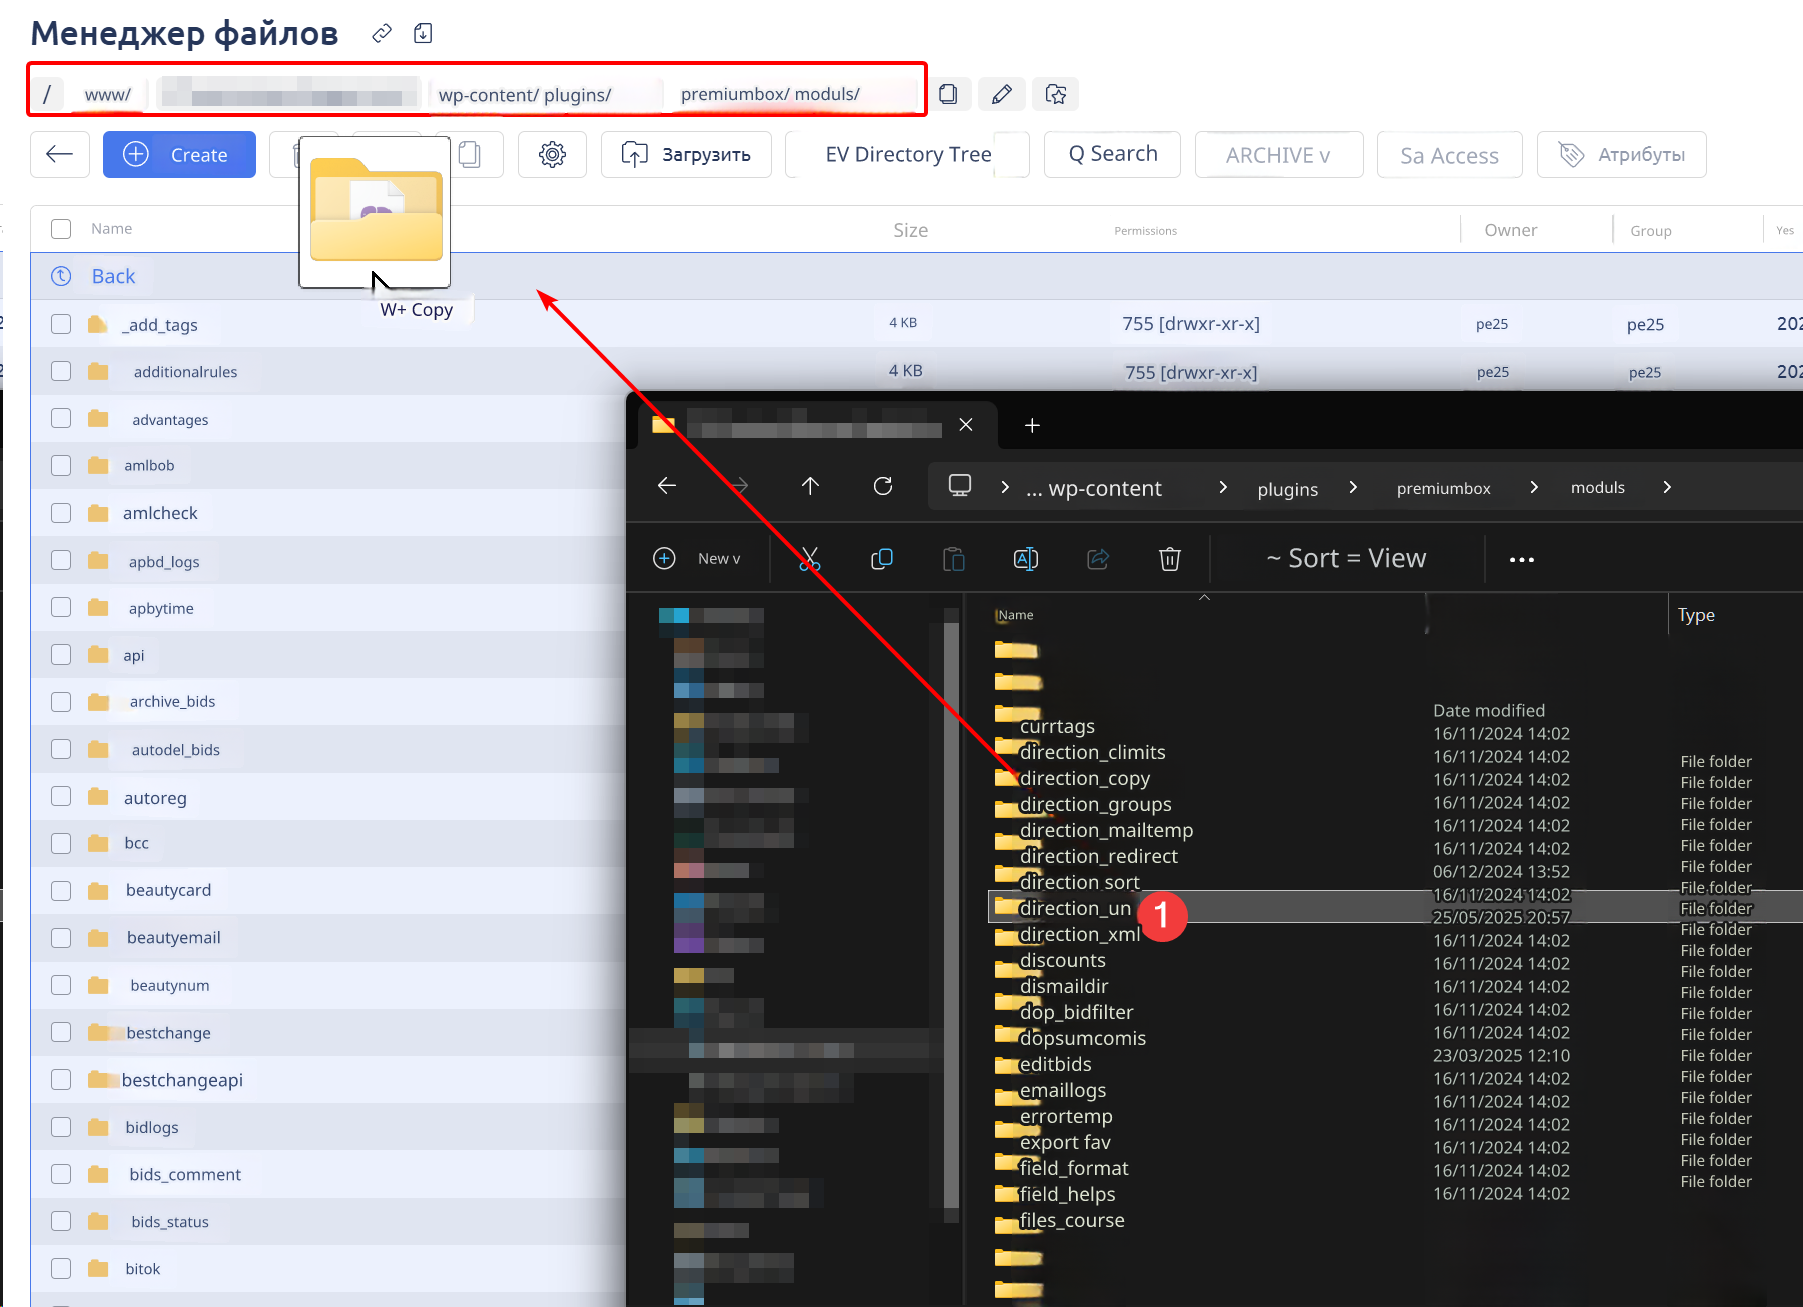 Менеджер файлов
/ www/ wp-content/ plugins/ premiumbox/ moduls/
Create Загрузить EV Directory Tree Q Search ARCHIVE v Sa Access Атрибуты
Name Size Permissions Owner Group Yes
Back
W+ Copy
_add_tags 4 KB 755 [drwxr-xr-x] pe25 pe25 202
additionalrules 4 KB 755 [drwxr-xr-x] pe25 pe25 202
advantages
amlbob
amlcheck
apbd_logs
apbytime
api
archive_bids
autodel_bids
autoreg
bcc
beautycard
beautyemail
beautynum
bestchange
bestchangeapi
bidlogs
bids_comment
bids_status
bitok
... wp-content plugins premiumbox moduls
New v ~ Sort = View ...
Name Type
Date modified
currtags 16/11/2024 14:02
direction_climits 16/11/2024 14:02 File folder
direction_copy 16/11/2024 14:02 File folder
direction_groups 16/11/2024 14:02 File folder
direction_mailtemp 16/11/2024 14:02 File folder
direction_redirect 16/11/2024 14:02 File folder
direction sort 06/12/2024 13:52 File folder
direction_un 1 16/11/2024 14:02 File folder
direction_xml 25/05/2025 20:57 File folder
discounts 16/11/2024 14:02 File folder
dismaildir 16/11/2024 14:02 File folder
dop_bidfilter 16/11/2024 14:02 File folder
dopsumcomis 16/11/2024 14:02 File folder
editbids 16/11/2024 14:02 File folder
emaillogs 23/03/2025 12:10 File folder
errortemp 16/11/2024 14:02 File folder
export fav 16/11/2024 14:02 File folder
field_format 16/11/2024 14:02 File folder
field_helps 16/11/2024 14:02 File folder
files_course 16/11/2024 14:02 File folder
16/11/2024 14:02 File folder